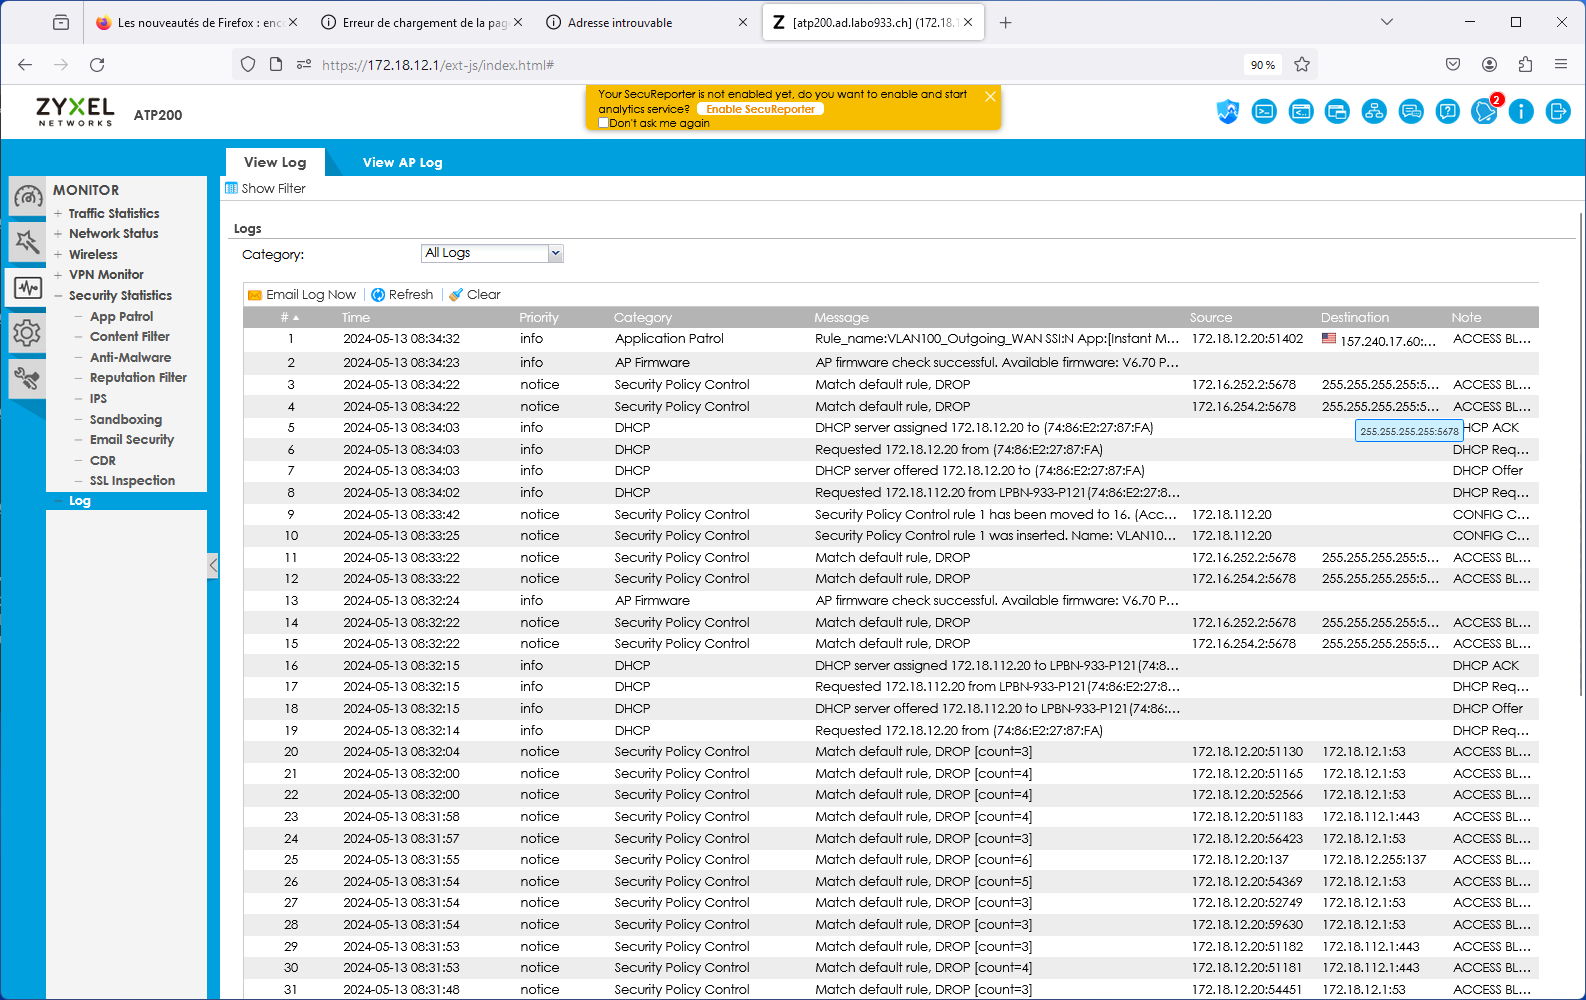 Les nouveautés de Firefox : enc
Erreur de chargement de la pag
Adresse introuvable
[atp200.ad.labo933.ch] (172.18.1
https://172.18.12.1/ext-js/index.html#
90 %
ZYXEL
NETWORKS
ATP200
Your SecuReporter is not enabled yet, do you want to enable and start
analytics service? Enable SecuReporter
Don't ask me again
2
View Log
View AP Log
Show Filter
MONITOR
Traffic Statistics
Network Status
Wireless
VPN Monitor
Security Statistics
App Patrol
Content Filter
Anti-Malware
Reputation Filter
IPS
Sandboxing
Email Security
CDR
SSL Inspection
Log
Logs
Category: All Logs
Email Log Now Refresh Clear
# Time Priority Category Message Source Destination Note
1 2024-05-13 08:34:32 info Application Patrol Rule_name:VLAN100_Outgoing_WAN SSI:N App:[Instant M... 172.18.12.20:51402 157.240.17.60:... ACCESS BL...
2 2024-05-13 08:34:23 info AP Firmware AP firmware check successful. Available firmware: V6.70 P...
3 2024-05-13 08:34:22 notice Security Policy Control Match default rule, DROP 172.16.252.2:5678 255.255.255.255:5... ACCESS BL...
4 2024-05-13 08:34:22 notice Security Policy Control Match default rule, DROP 172.16.254.2:5678 255.255.255.255:5... ACCESS BL...
5 2024-05-13 08:34:03 info DHCP DHCP server assigned 172.18.12.20 to (74:86:E2:27:87:FA) 255.255.255.255:5678 HCP ACK
6 2024-05-13 08:34:03 info DHCP Requested 172.18.12.20 from (74:86:E2:27:87:FA) DHCP Req...
7 2024-05-13 08:34:03 info DHCP DHCP server offered 172.18.12.20 to (74:86:E2:27:87:FA) DHCP Offer
8 2024-05-13 08:34:02 info DHCP Requested 172.18.112.20 from LPBN-933-P121(74:86:E2:27:8... DHCP Req...
9 2024-05-13 08:33:42 notice Security Policy Control Security Policy Control rule 1 has been moved to 16. (Acc... 172.18.112.20 CONFIG C...
10 2024-05-13 08:33:25 notice Security Policy Control Security Policy Control rule 1 was inserted. Name: VLAN10... 172.18.112.20 CONFIG C...
11 2024-05-13 08:33:22 notice Security Policy Control Match default rule, DROP 172.16.252.2:5678 255.255.255.255:5... ACCESS BL...
12 2024-05-13 08:33:22 notice Security Policy Control Match default rule, DROP 172.16.254.2:5678 255.255.255.255:5... ACCESS BL...
13 2024-05-13 08:32:24 info AP Firmware AP firmware check successful. Available firmware: V6.70 P...
14 2024-05-13 08:32:22 notice Security Policy Control Match default rule, DROP 172.16.252.2:5678 255.255.255.255:5... ACCESS BL...
15 2024-05-13 08:32:22 notice Security Policy Control Match default rule, DROP 172.16.254.2:5678 255.255.255.255:5... ACCESS BL...
16 2024-05-13 08:32:15 info DHCP DHCP server assigned 172.18.112.20 to LPBN-933-P121(74:8... DHCP ACK
17 2024-05-13 08:32:15 info DHCP Requested 172.18.112.20 from LPBN-933-P121(74:86:E2:27:8... DHCP Req...
18 2024-05-13 08:32:15 info DHCP DHCP server offered 172.18.112.20 to LPBN-933-P121(74:86:... DHCP Offer
19 2024-05-13 08:32:14 info DHCP Requested 172.18.12.20 from (74:86:E2:27:87:FA) DHCP Req...
20 2024-05-13 08:32:04 notice Security Policy Control Match default rule, DROP [count=3] 172.18.12.20:51130 172.18.12.1:53 ACCESS BL...
21 2024-05-13 08:32:00 notice Security Policy Control Match default rule, DROP [count=4] 172.18.12.20:51165 172.18.12.1:53 ACCESS BL...
22 2024-05-13 08:32:00 notice Security Policy Control Match default rule, DROP [count=4] 172.18.12.20:52566 172.18.12.1:53 ACCESS BL...
23 2024-05-13 08:31:58 notice Security Policy Control Match default rule, DROP [count=4] 172.18.12.20:51183 172.18.112.1:443 ACCESS BL...
24 2024-05-13 08:31:57 notice Security Policy Control Match default rule, DROP [count=3] 172.18.12.20:56423 172.18.12.1:53 ACCESS BL...
25 2024-05-13 08:31:55 notice Security Policy Control Match default rule, DROP [count=6] 172.18.12.20:137 172.18.12.255:137 ACCESS BL...
26 2024-05-13 08:31:54 notice Security Policy Control Match default rule, DROP [count=5] 172.18.12.20:54369 172.18.12.1:53 ACCESS BL...
27 2024-05-13 08:31:54 notice Security Policy Control Match default rule, DROP [count=3] 172.18.12.20:52749 172.18.12.1:53 ACCESS BL...
28 2024-05-13 08:31:54 notice Security Policy Control Match default rule, DROP [count=3] 172.18.12.20:59630 172.18.12.1:53 ACCESS BL...
29 2024-05-13 08:31:53 notice Security Policy Control Match default rule, DROP [count=3] 172.18.12.20:51182 172.18.112.1:443 ACCESS BL...
30 2024-05-13 08:31:53 notice Security Policy Control Match default rule, DROP [count=4] 172.18.12.20:51181 172.18.112.1:443 ACCESS BL...
31 2024-05-13 08:31:48 notice Security Policy Control Match default rule, DROP [count=3] 172.18.12.20:54451 172.18.12.1:53 ACCESS BL...